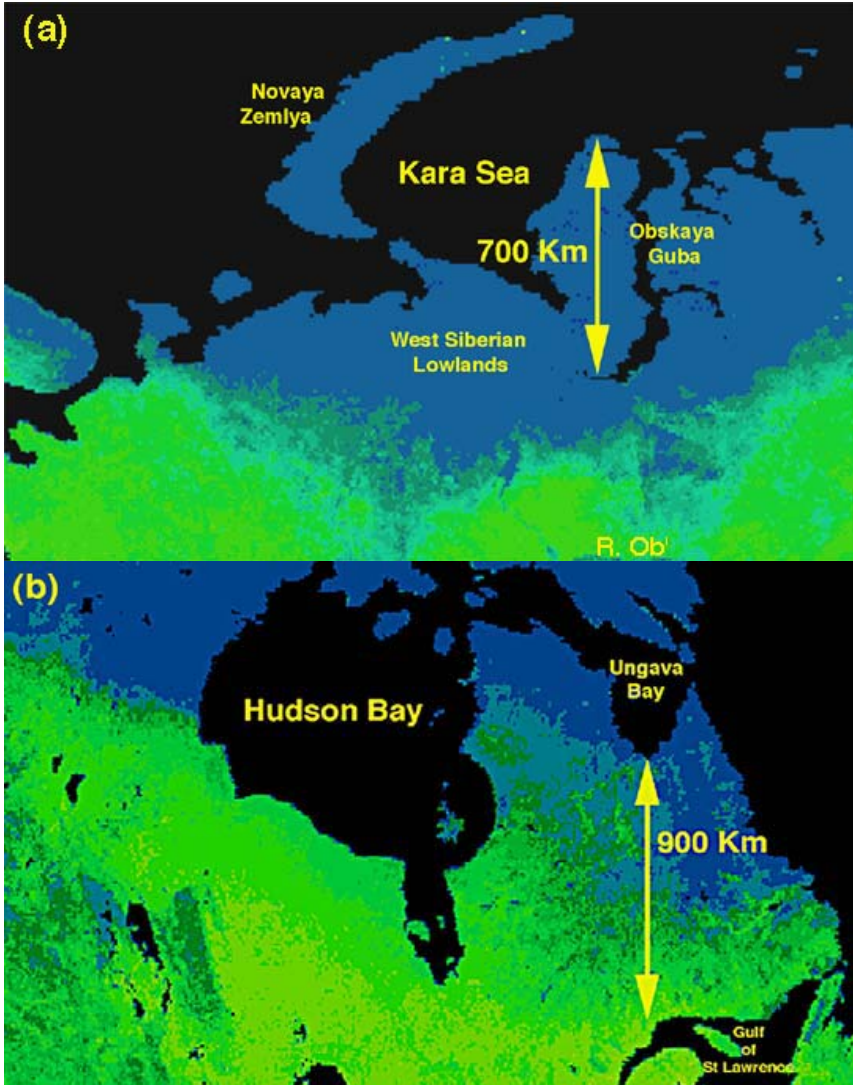 (a)
Novaya
Zemlya
Kara Sea
700 Km
Obskaya
Guba
West Siberian
Lowlands
R. Ob'
(b)
Hudson Bay
Ungava
Bay
900 Km
Gulf
of
St Lawrence